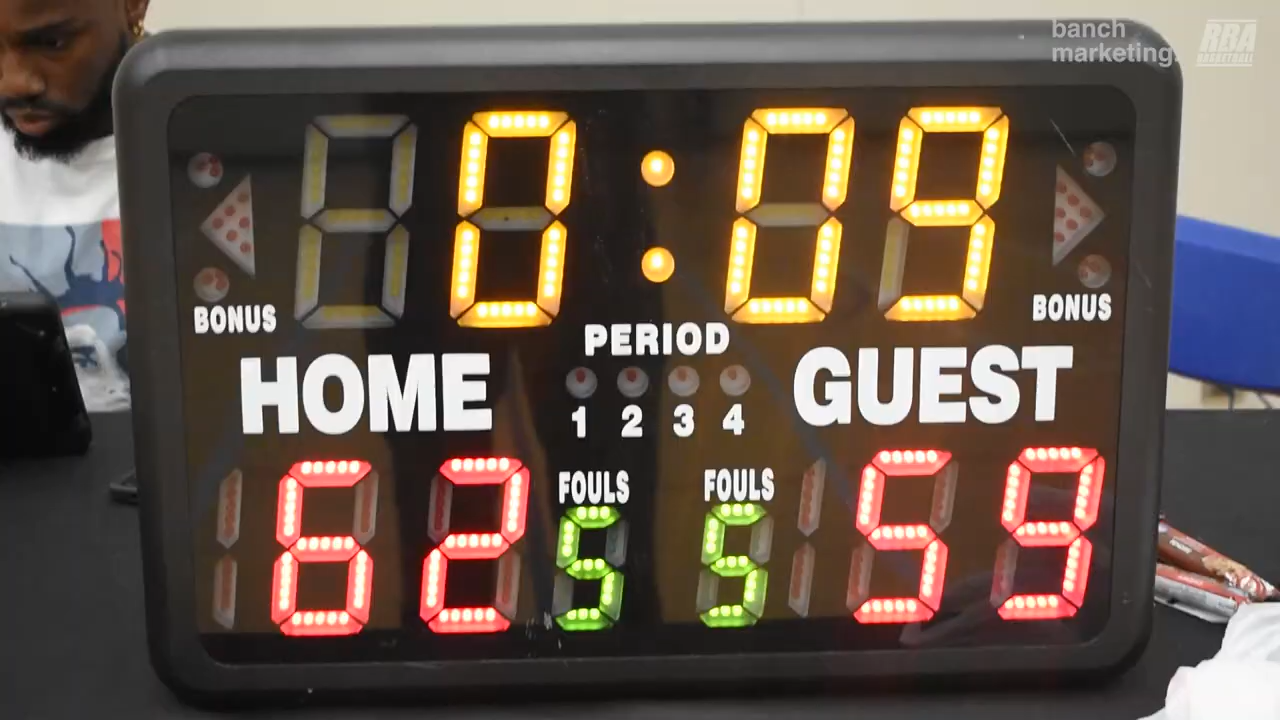 banch
marketing.
RBA
BASKETBALL
0:09
BONUS
BONUS
PERIOD
HOME
GUEST
1 2 3 4
FOULS
FOULS
62
5
5
59